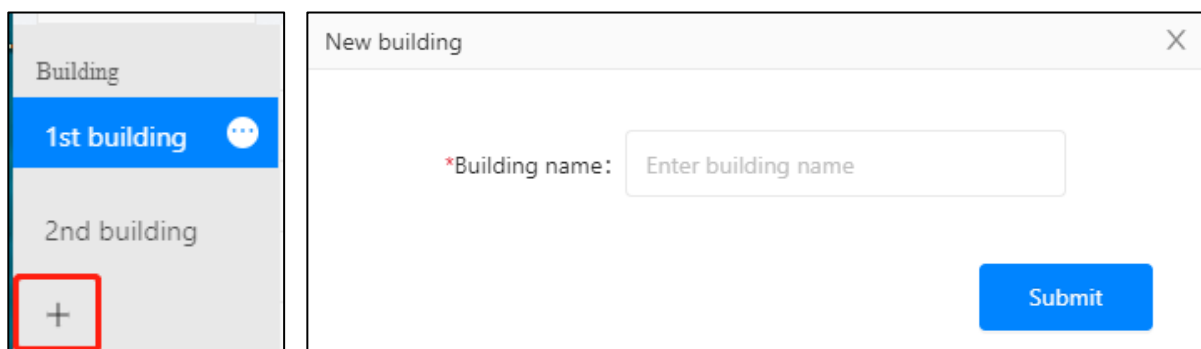 Building
1st building
2nd building
+
New building
X
*Building name:
Enter building name
Submit